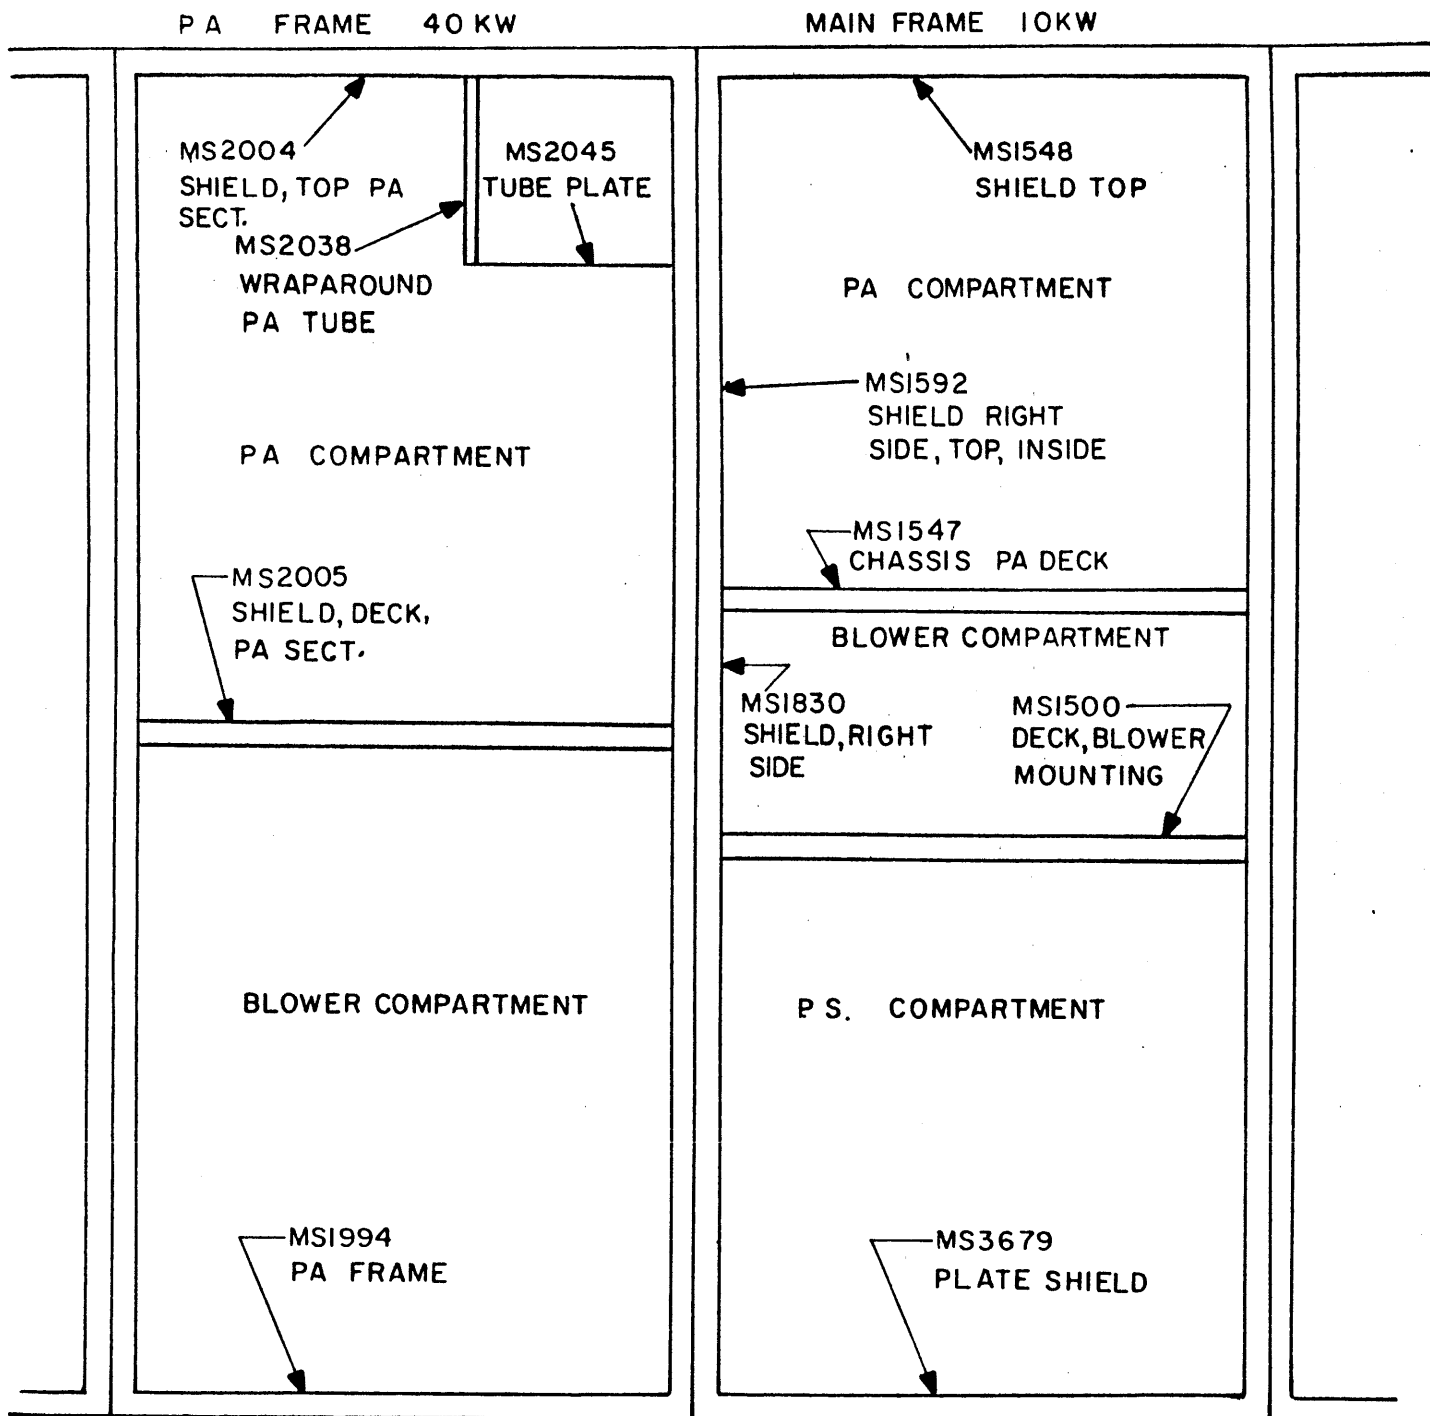 PA FRAME 40KW
MS2004
SHIELD, TOP PA
SECT.
MS2038
WRAPAROUND
PA TUBE
MS2045
TUBE PLATE
PA COMPARTMENT
MS2005
SHIELD, DECK,
PA SECT.
BLOWER COMPARTMENT
MS1994
PA FRAME
MAIN FRAME 10KW
MS1548
SHIELD TOP
PA COMPARTMENT
MS1592
SHIELD RIGHT
SIDE, TOP, INSIDE
MS1547
CHASSIS PA DECK
BLOWER COMPARTMENT
MS1830
SHIELD, RIGHT
SIDE
MS1500
DECK, BLOWER
MOUNTING
P S. COMPARTMENT
MS3679
PLATE SHIELD